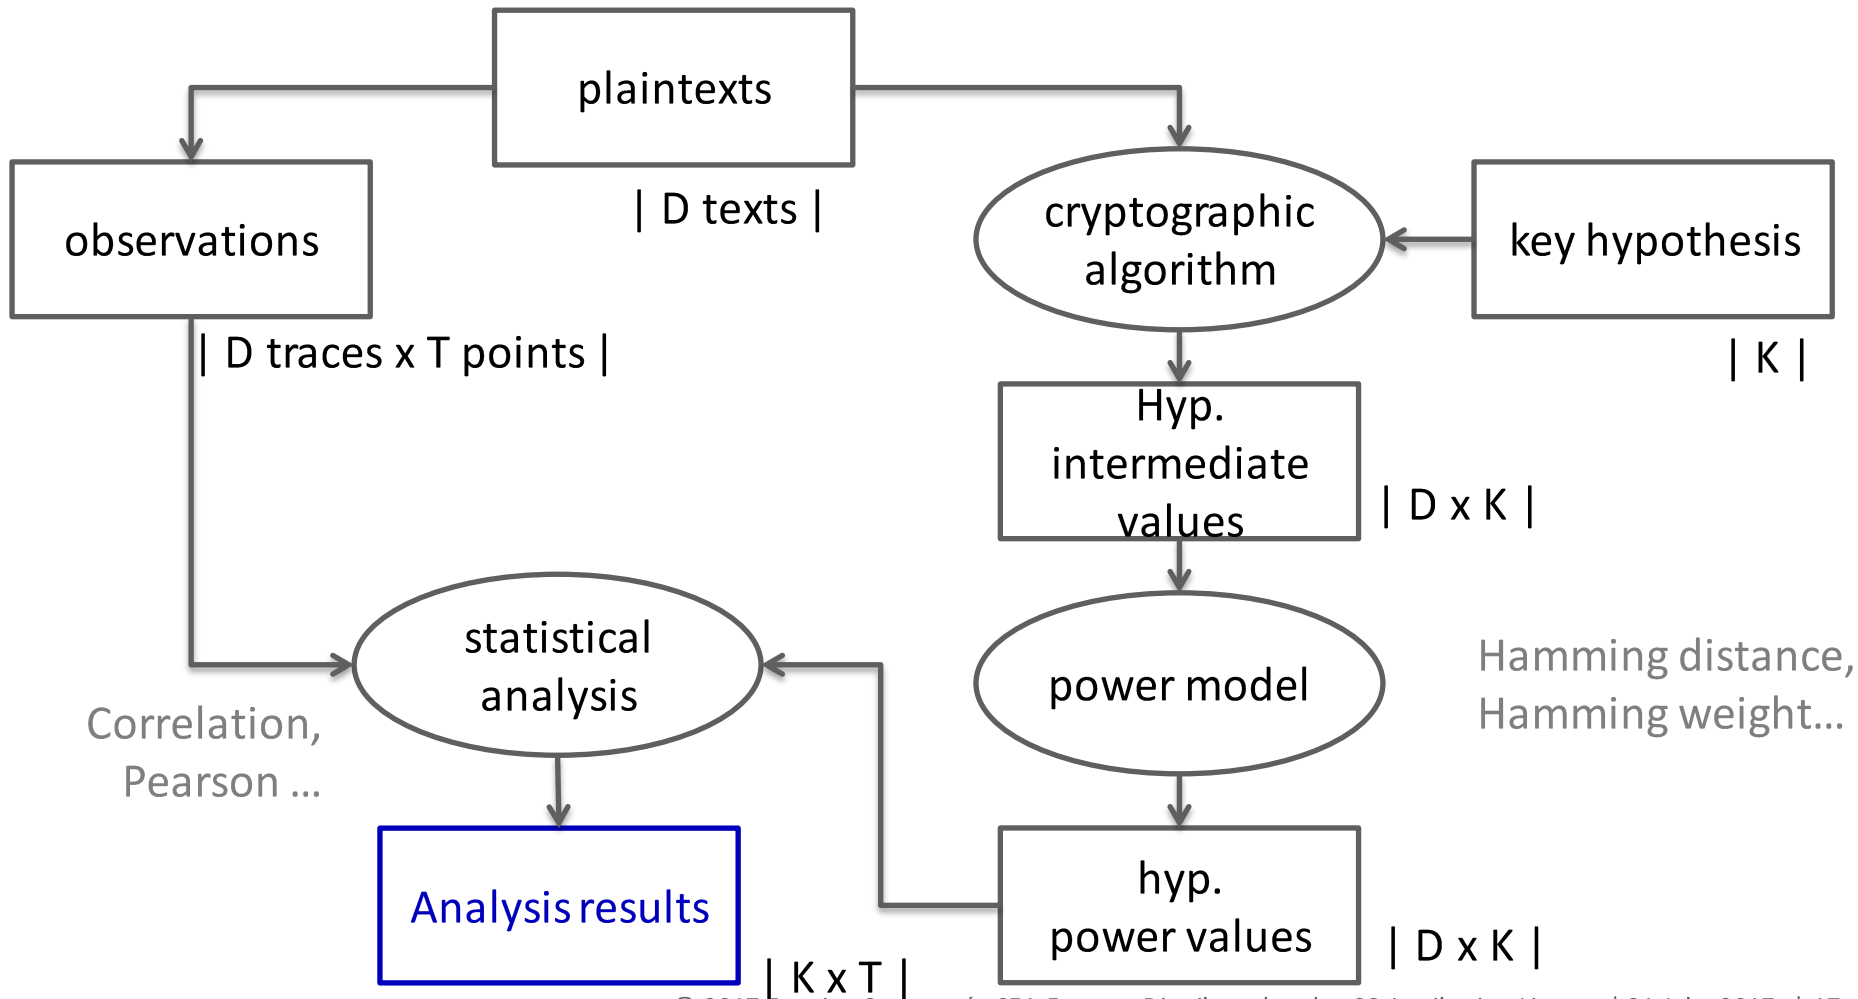 plaintexts
| D texts |
observations
| D traces x T points |
cryptographic
algorithm
key hypothesis
| K |
Hyp.
intermediate
values
| D x K |
statistical
analysis
Correlation,
Pearson ...
power model
Hamming distance,
Hamming weight...
Analysis results
| K x T |
hyp.
power values
| D x K |